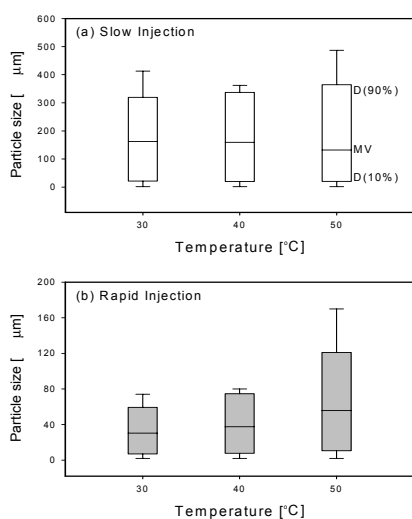 (a) Slow Injection
Particle size [ μm]
600
500
400
300
200
100
0
D(90%)
MV
D(10%)
30 40 50
Temperature [°C]
(b) Rapid Injection
Particle size [ μm]
200
160
120
80
40
0
30 40 50
Temperature [°C]